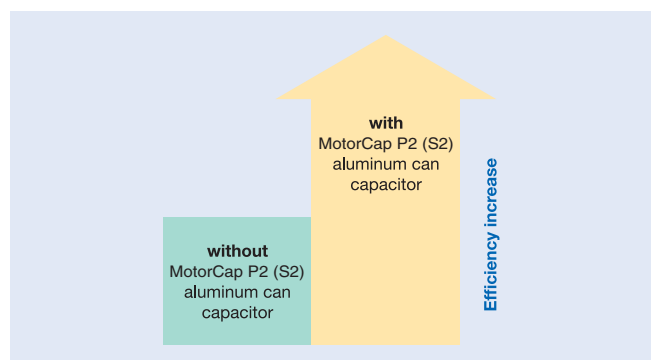 with
MotorCap P2 (S2)
aluminum can
capacitor
without
MotorCap P2 (S2)
aluminum can
capacitor
Efficiency increase